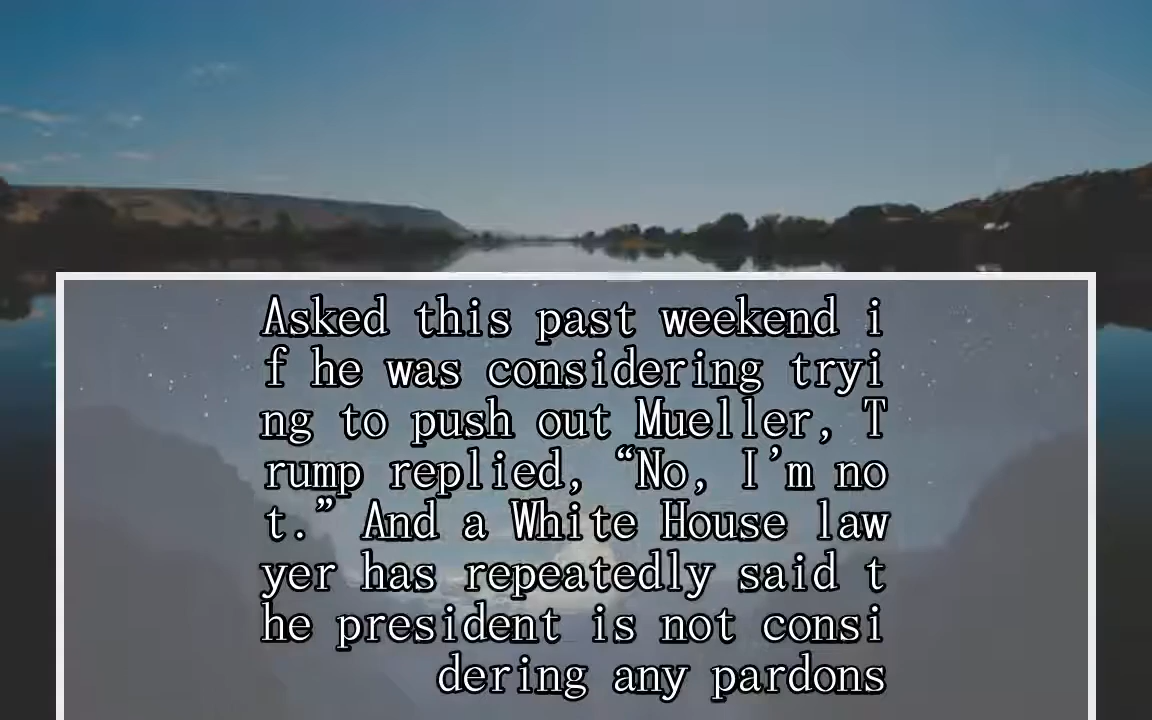 Asked this past weekend i
f he was considering tryi
ng to push out Mueller, T
rump replied, “No, I’m no
t.” And a White House law
yer has repeatedly said t
he president is not consi
dering any pardons